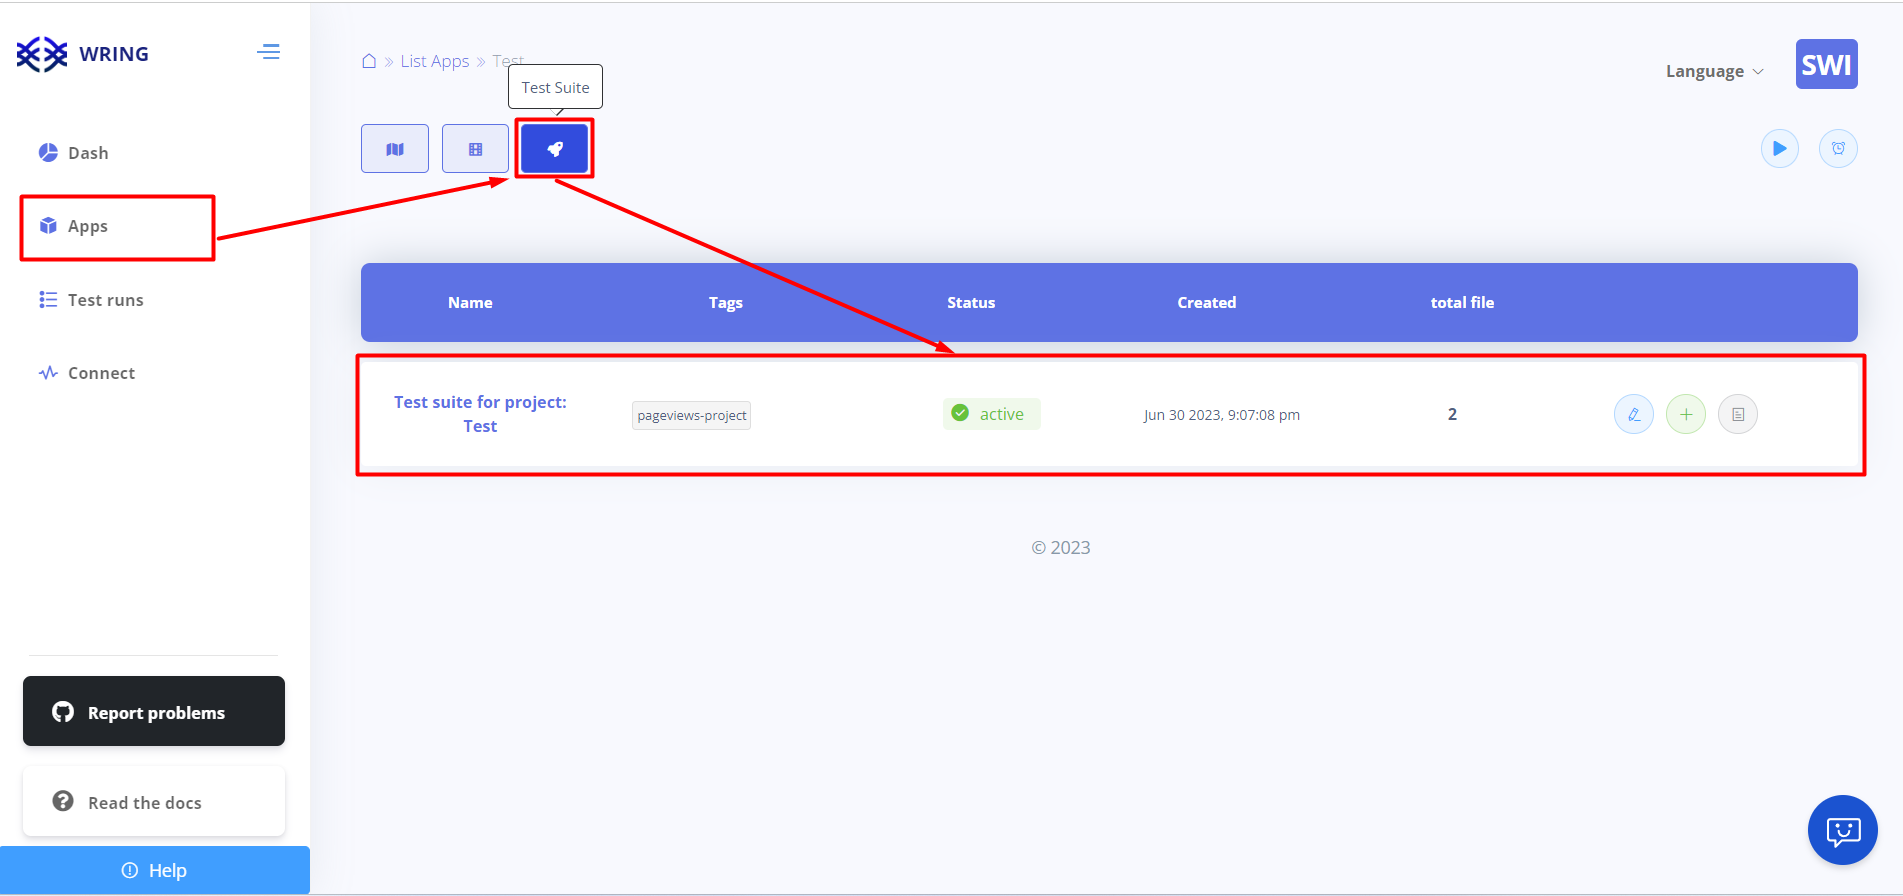 WRING
List Apps
Test
Test Suite
Language
SWI
Dash
Apps
Test runs
Connect
Name
Tags
Status
Created
total file
Test suite for project:
Test
pageviews-project
active
Jun 30 2023, 9:07:08 pm
2
© 2023
Report problems
Read the docs
Help